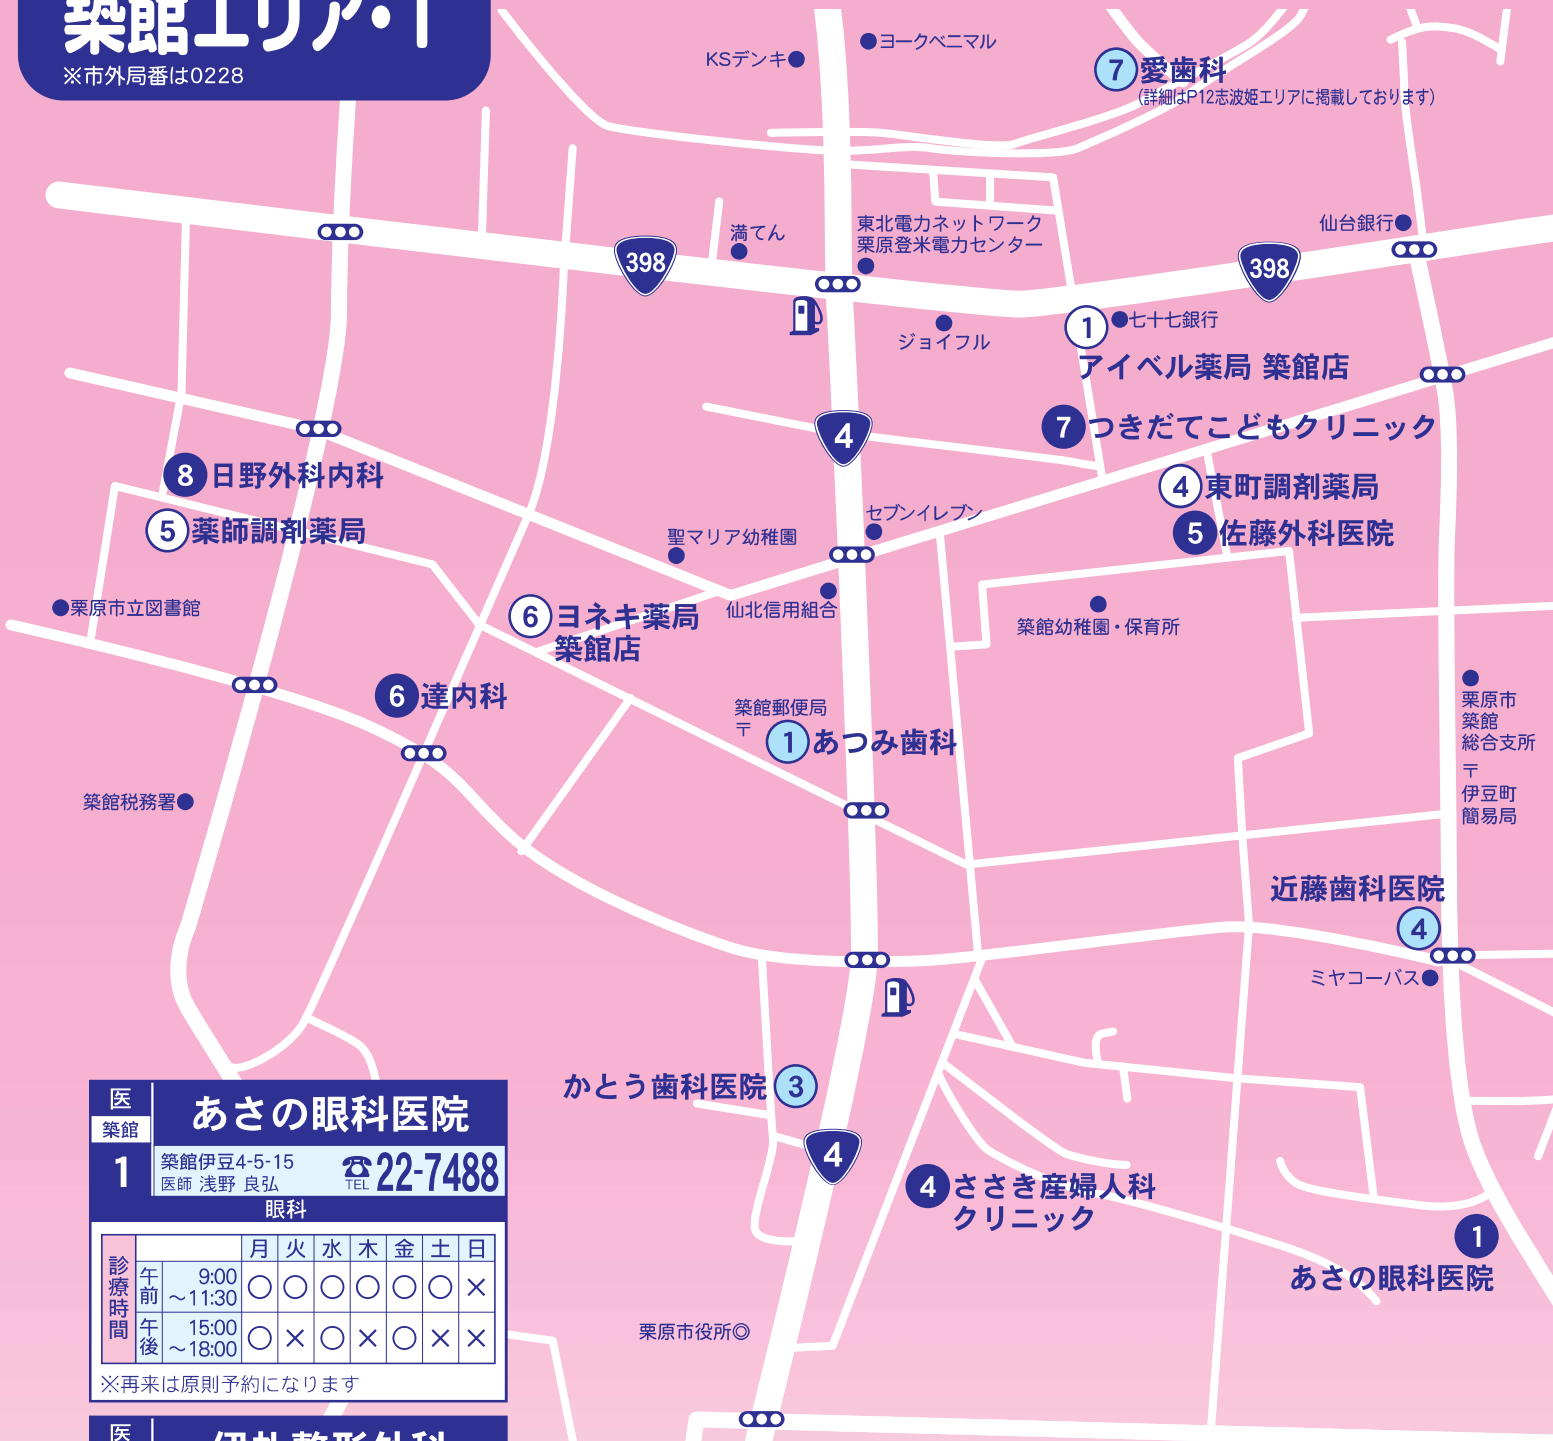 築館エリア・1
※市外局番は0228
KSデンキ
ヨークベニマル
7 愛歯科
(詳細はP12志波姫エリアに掲載しております)
満てん
東北電力ネットワーク
栗原登米電力センター
仙台銀行
398
398
ジョイフル
1 七十七銀行
アイベル薬局 築館店
4
7 つきだてこどもクリニック
8 日野外科内科
5 薬師調剤薬局
4 東町調剤薬局
5 佐藤外科医院
セブンイレブン
聖マリア幼稚園
仙北信用組合
栗原市立図書館
6 ヨネキ薬局
築館店
築館幼稚園・保育所
6 達内科
築館郵便局
〒
1 あつみ歯科
栗原市
築館
総合支所
〒
伊豆町
簡易局
築館税務署
近藤歯科医院
4
ミヤコーバス
かとう歯科医院 3
4
4 ささき産婦人科
クリニック
1
あさの眼科医院
栗原市役所◎
医
築館
1
あさの眼科医院
築館伊豆4-5-15
医師 浅野 良弘
☎TEL 22-7488
眼科
診療時間
月 火 水 木 金 土 日
午前 9:00～11:30 ○ ○ ○ ○ ○ ○ ×
午後 15:00～18:00 ○ × ○ × ○ × ×
※再来は原則予約になります
医